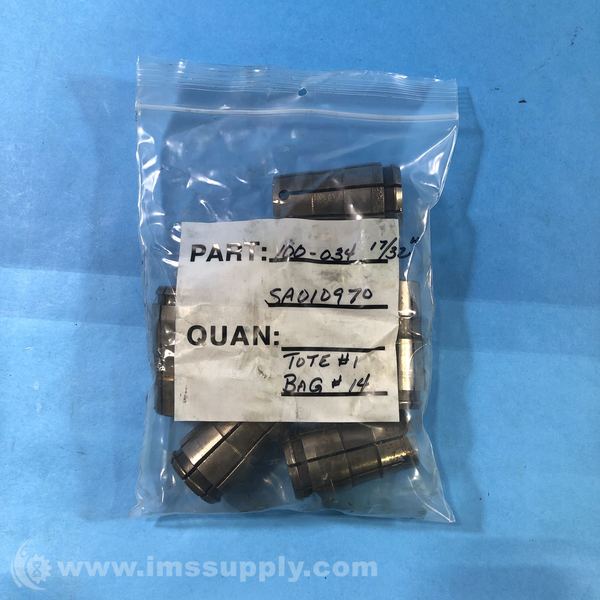 PART: 100-034 17/32"
SA010970
QUAN:
TOTE #1
BAG # 14
www.imssupply.com